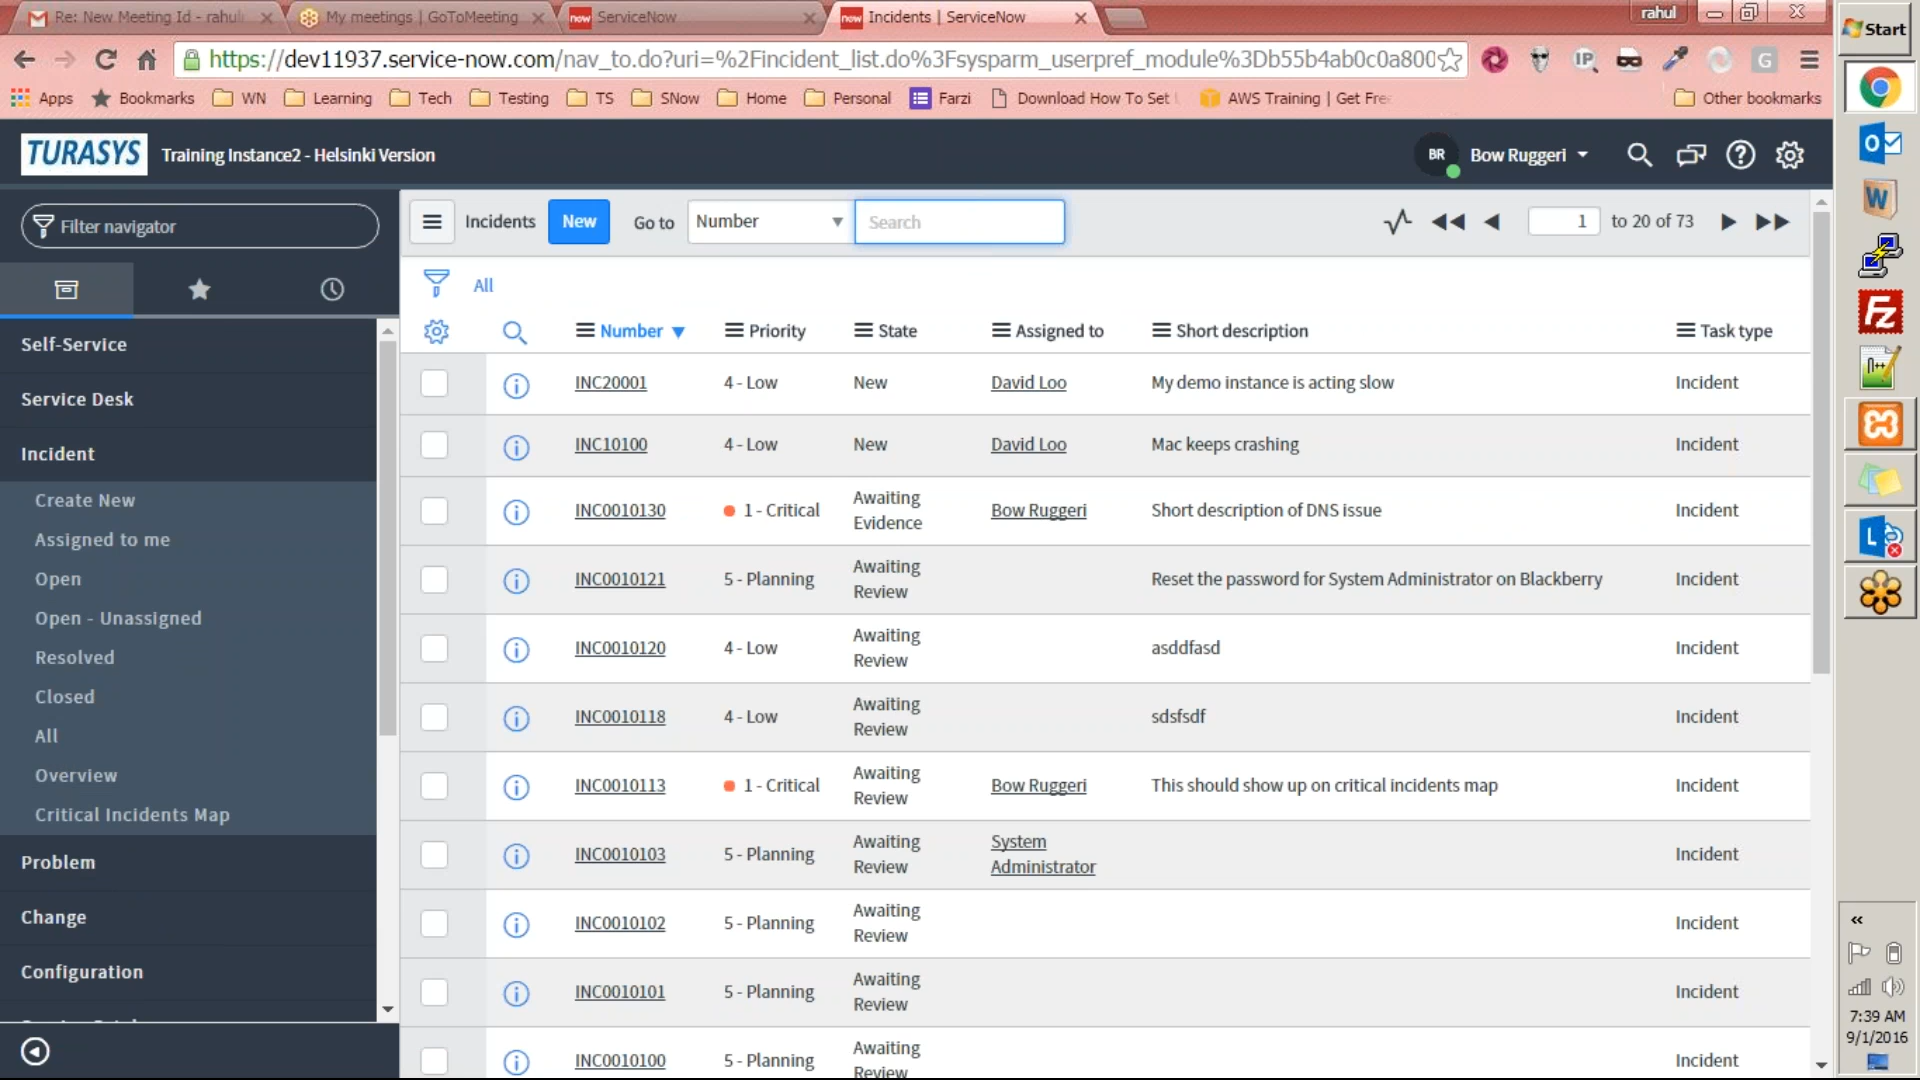 Re: New Meeting Id - rahul
My meetings | GoToMeeting
now ServiceNow
now Incidents | ServiceNow
rahul
Start
https://dev11937.service-now.com/nav_to.do?uri=%2Fincident_list.do%3Fsysparm_userpref_module%3Db55b4ab0c0a800
IP
G
Apps Bookmarks WN Learning Tech Testing TS SNow Home Personal Farzi Download How To Set AWS Training | Get Free Other bookmarks
TURASYS Training Instance2 - Helsinki Version
BR Bow Ruggeri
Filter navigator
Incidents New Go to Number Search 1 to 20 of 73
All
Number Priority State Assigned to Short description Task type
INC20001 4 - Low New David Loo My demo instance is acting slow Incident
INC10100 4 - Low New David Loo Mac keeps crashing Incident
INC0010130 1 - Critical Awaiting Evidence Bow Ruggeri Short description of DNS issue Incident
INC0010121 5 - Planning Awaiting Review Reset the password for System Administrator on Blackberry Incident
INC0010120 4 - Low Awaiting Review asddfasd Incident
INC0010118 4 - Low Awaiting Review sdsfsdf Incident
INC0010113 1 - Critical Awaiting Review Bow Ruggeri This should show up on critical incidents map Incident
INC0010103 5 - Planning Awaiting Review System Administrator Incident
INC0010102 5 - Planning Awaiting Review Incident
INC0010101 5 - Planning Awaiting Review Incident
INC0010100 5 - Planning Awaiting Review Incident
Self-Service
Service Desk
Incident
Create New
Assigned to me
Open
Open - Unassigned
Resolved
Closed
All
Overview
Critical Incidents Map
Problem
Change
Configuration
7:39 AM
9/1/2016